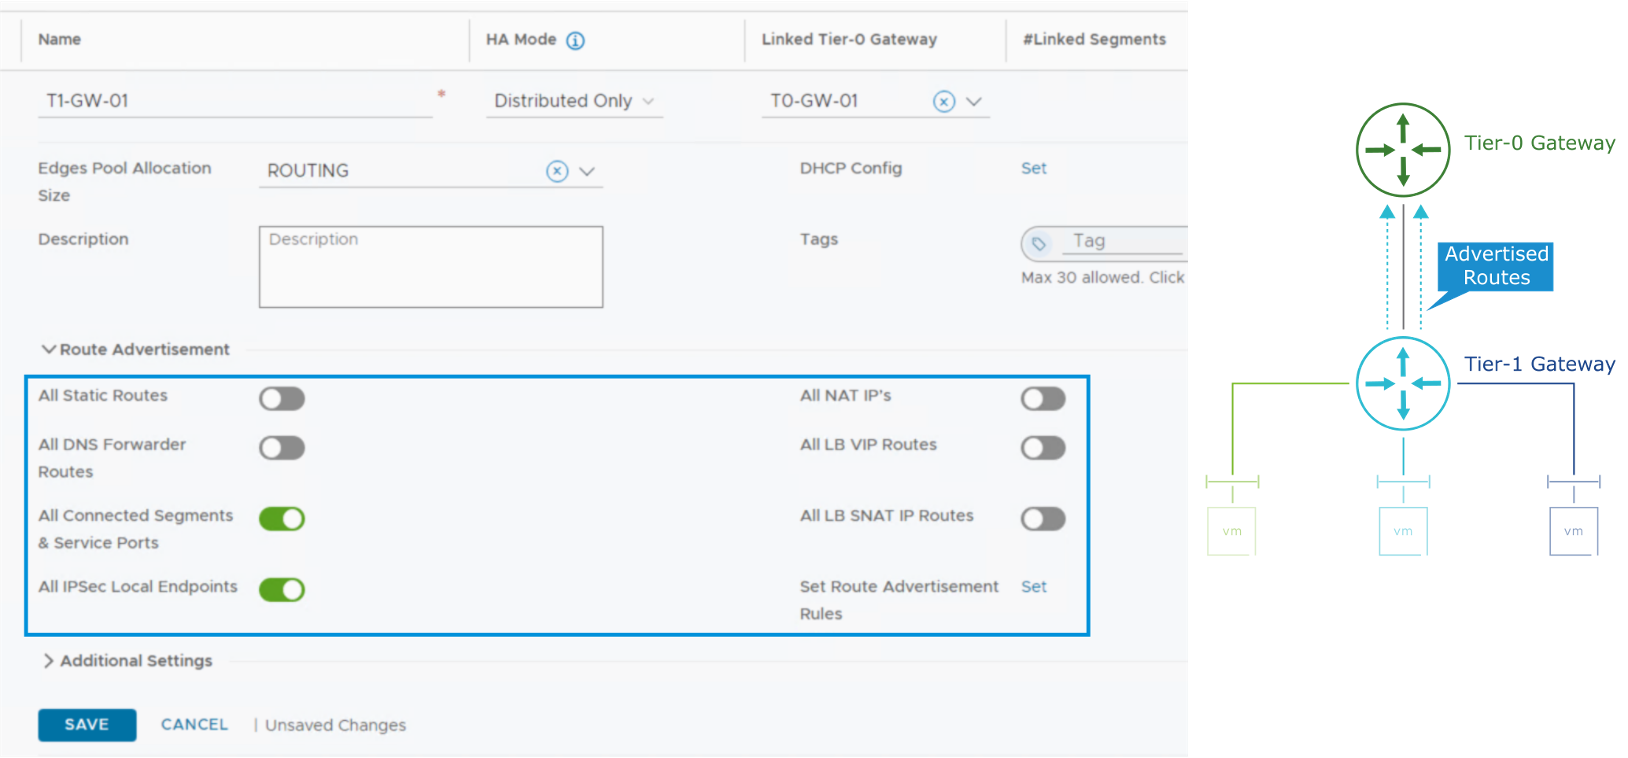 Name
HA Mode
Linked Tier-0 Gateway
#Linked Segments
T1-GW-01
*
Distributed Only
T0-GW-01
Edges Pool Allocation
Size
ROUTING
DHCP Config
Set
Description
Description
Tags
Tag
Max 30 allowed. Click
Route Advertisement
All Static Routes
All NAT IP's
All DNS Forwarder
Routes
All LB VIP Routes
All Connected Segments
& Service Ports
All LB SNAT IP Routes
All IPSec Local Endpoints
Set Route Advertisement
Rules
Set
Additional Settings
SAVE
CANCEL
| Unsaved Changes
Tier-0 Gateway
Advertised
Routes
Tier-1 Gateway
vm
vm
vm